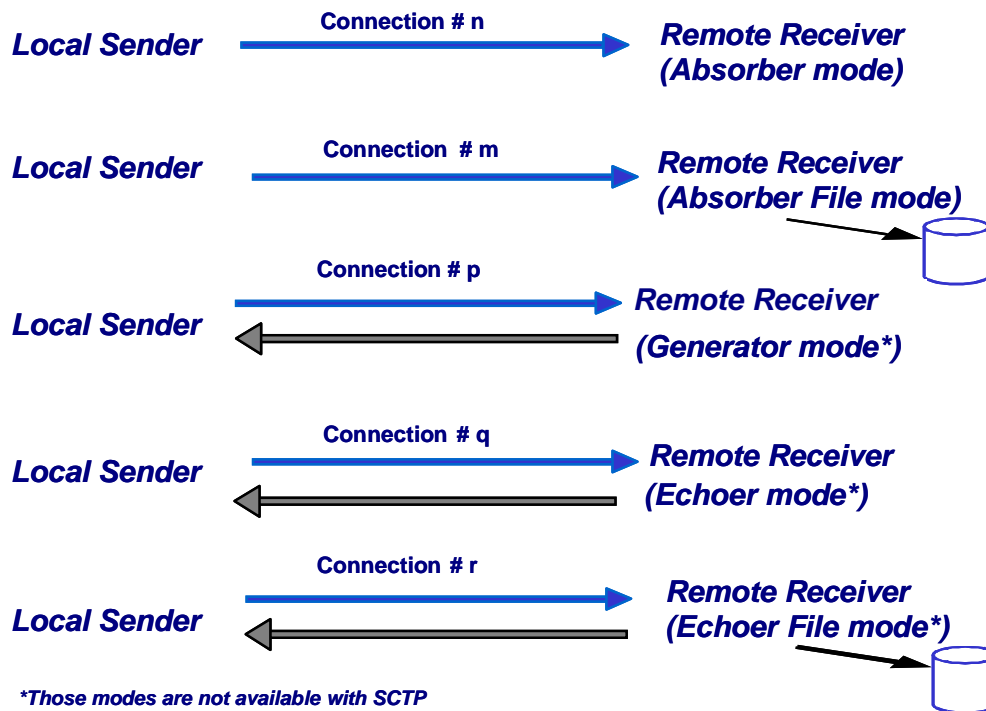 Connection # n
Local Sender
Remote Receiver
(Absorber mode)
Connection # m
Local Sender
Remote Receiver
(Absorber File mode)
Connection # p
Local Sender
Remote Receiver
(Generator mode*)
Connection # q
Local Sender
Remote Receiver
(Echoer mode*)
Connection # r
Local Sender
Remote Receiver
(Echoer File mode*)
*Those modes are not available with SCTP